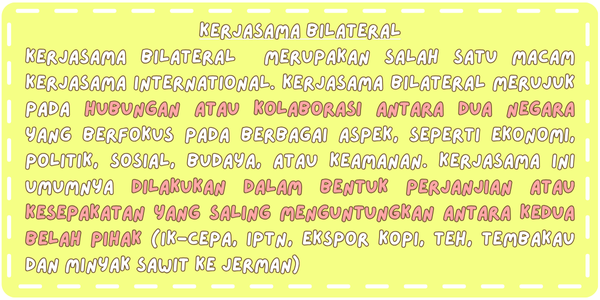 KERJASAMA BILATERAL
KERJASAMA BILATERAL MERUPAKAN SALAH SATU MACAM
KERJASAMA INTERNATIONAL. KERJASAMA BILATERAL MERUJUK
PADA HUBUNGAN ATAU KOLABORASI ANTARA DUA NEGARA
YANG BERFOKUS PADA BERBAGAI ASPEK, SEPERTI EKONOMI,
POLITIK, SOSIAL, BUDAYA, ATAU KEAMANAN. KERJASAMA INI
UMUMNYA DILAKUKAN DALAM BENTUK PERJANJIAN ATAU
KESEPAKATAN YANG SALING MENGUNTUNGKAN ANTARA KEDUA
BELAH PIHAK (IK-CEPA, IPTN, EKSPOR KOPI, TEH, TEMBAKAU
DAN MINYAK SAWIT KE JERMAN)